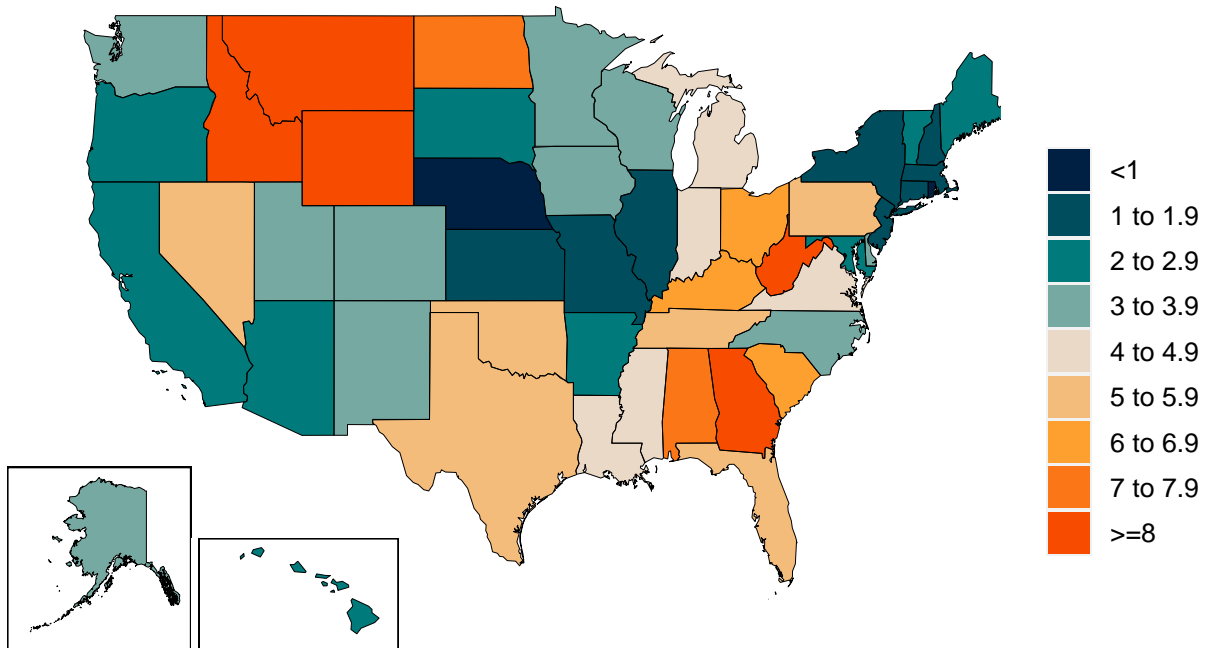 <1
1 to 1.9
2 to 2.9
3 to 3.9
4 to 4.9
5 to 5.9
6 to 6.9
7 to 7.9
>=8